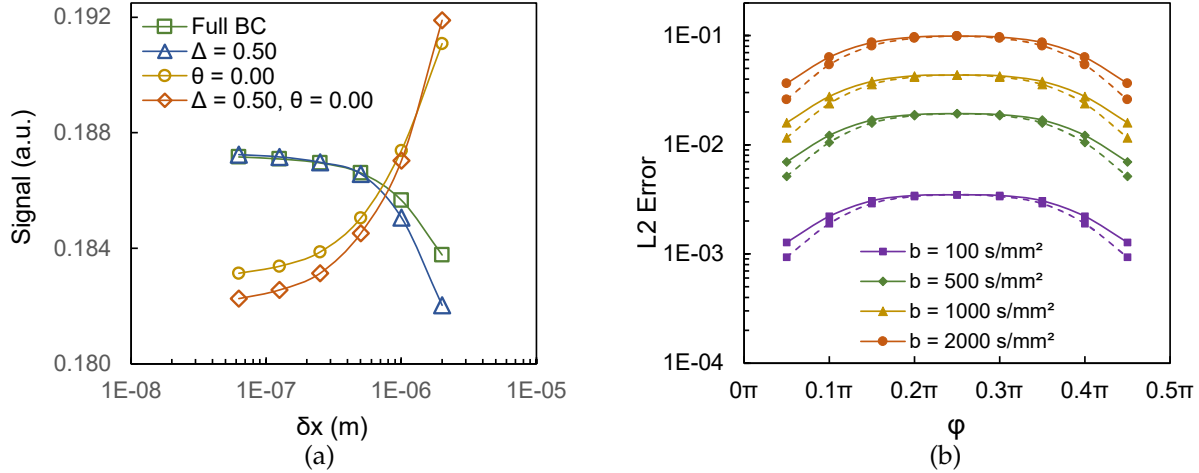 0.192
0.188
0.184
0.180
Signal (a.u.)
Full BC
Δ = 0.50
θ = 0.00
Δ = 0.50, θ = 0.00
1E-08 1E-07 1E-06 1E-05
δx (m)
(a)
1E-01
1E-02
1E-03
1E-04
L2 Error
b = 100 s/mm²
b = 500 s/mm²
b = 1000 s/mm²
b = 2000 s/mm²
0π 0.1π 0.2π 0.3π 0.4π 0.5π
φ
(b)